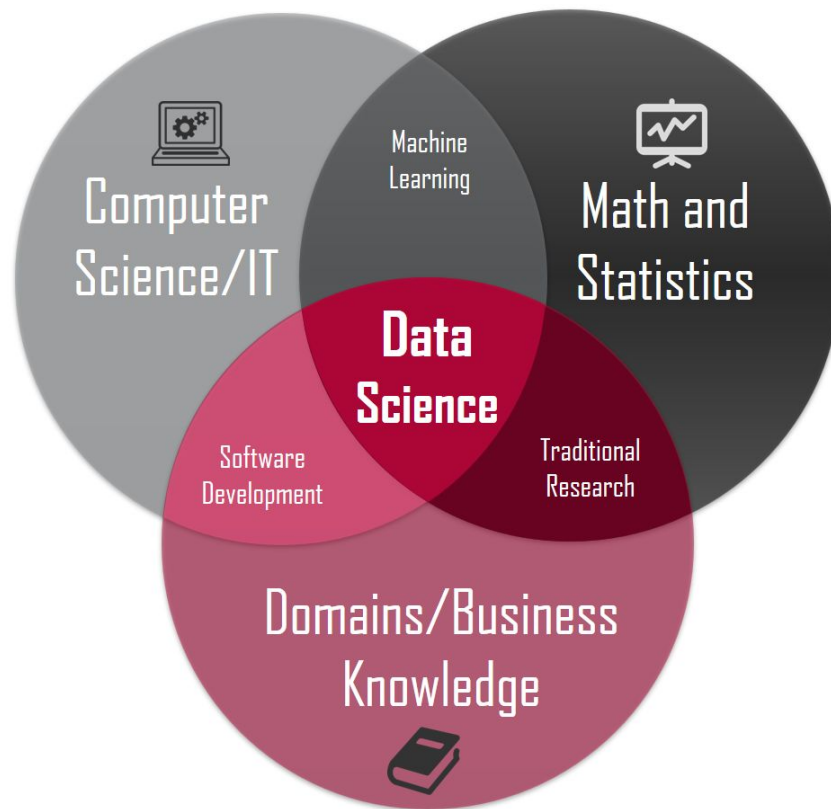 Machine
Learning
Computer
Science/IT
Math and
Statistics
Data
Science
Software
Development
Traditional
Research
Domains/Business
Knowledge